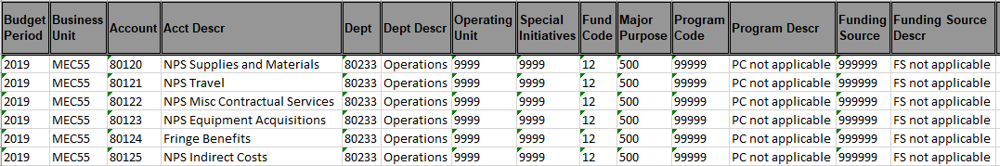 Budget Period Business Unit Account Acct Descr Dept Dept Descr Operating Unit Special Initiatives Fund Code Major Purpose Program Code Program Descr Funding Source Funding Source Descr
2019 MEC55 80120 NPS Supplies and Materials 80233 Operations 9999 9999 12 500 99999 PC not applicable 999999 FS not applicable
2019 MEC55 80121 NPS Travel 80233 Operations 9999 9999 12 500 99999 PC not applicable 999999 FS not applicable
2019 MEC55 80122 NPS Misc Contractual Services 80233 Operations 9999 9999 12 500 99999 PC not applicable 999999 FS not applicable
2019 MEC55 80123 NPS Equipment Acquisitions 80233 Operations 9999 9999 12 500 99999 PC not applicable 999999 FS not applicable
2019 MEC55 80124 Fringe Benefits 80233 Operations 9999 9999 12 500 99999 PC not applicable 999999 FS not applicable
2019 MEC55 80125 NPS Indirect Costs 80233 Operations 9999 9999 12 500 99999 PC not applicable 999999 FS not applicable